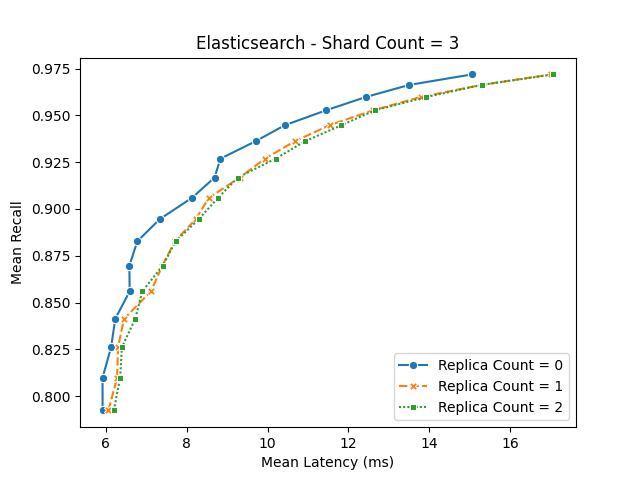 Elasticsearch - Shard Count = 3
Mean Recall
0.975
0.950
0.925
0.900
0.875
0.850
0.825
0.800
Replica Count = 0
Replica Count = 1
Replica Count = 2
6 8 10 12 14 16
Mean Latency (ms)